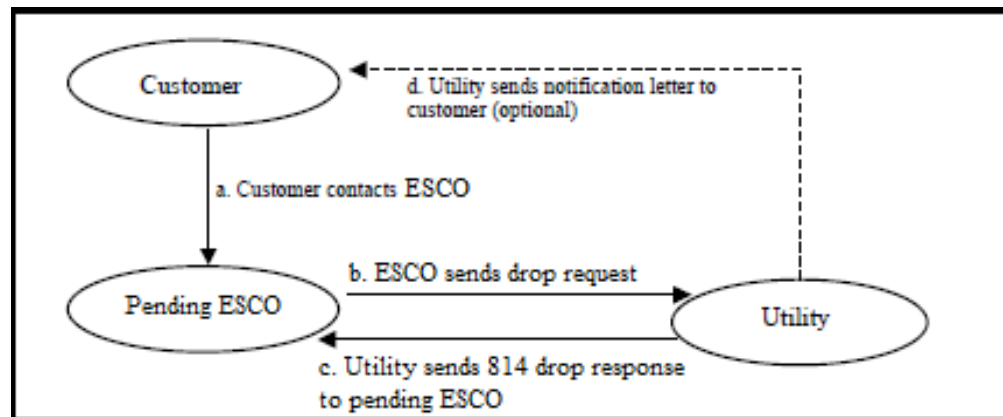 Customer
d. Utility sends notification letter to
customer (optional)
a. Customer contacts ESCO
b. ESCO sends drop request
Pending ESCO
Utility
c. Utility sends 814 drop response
to pending ESCO